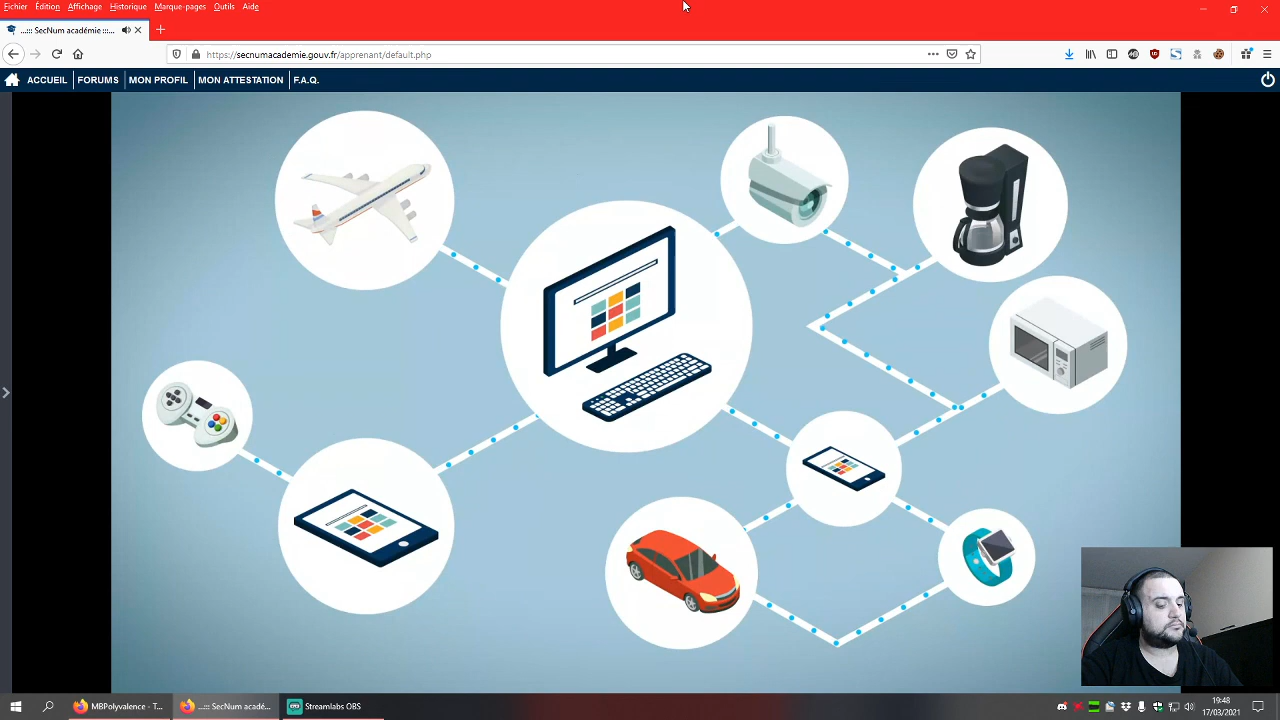 Fichier Édition Affichage Historique Marque-pages Outils Aide
...:: SecNum académie :::...
https://secnumacademie.gouv.fr/apprenant/default.php
ACCUEIL FORUMS MON PROFIL MON ATTESTATION F.A.Q.
MBPolyvalence - T... ...:: SecNum acadé... Streamlabs OBS
19:48
17/03/2021